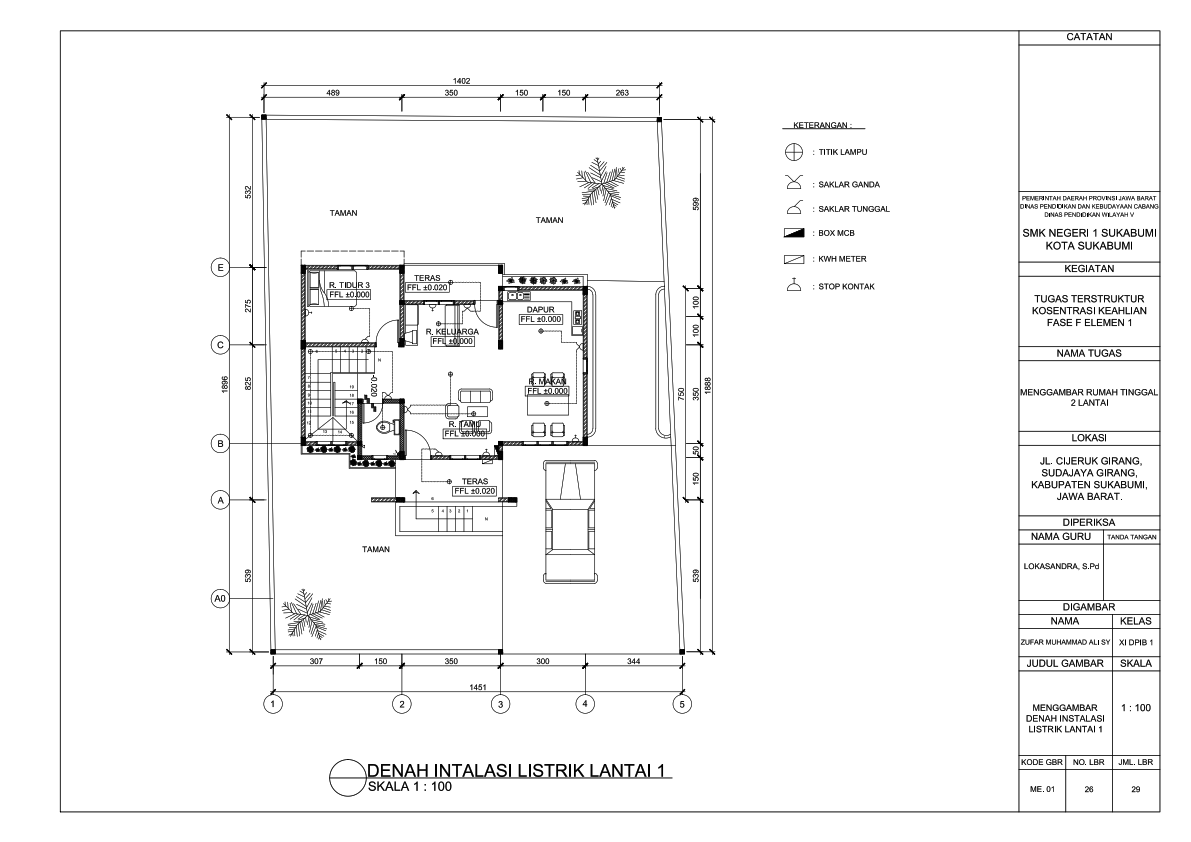 CATATAN
1402
489
350
150
150
263
KETERANGAN :
: TITIK LAMPU
: SAKLAR GANDA
: SAKLAR TUNGGAL
: BOX MCB
: KWH METER
: STOP KONTAK
532
599
TAMAN
TAMAN
E
C
B
A
A0
275
825
1896
539
100
100
350
750
1888
50
150
539
R. TIDUR 3
FFL ±0.000
TERAS
FFL ±0.020
DAPUR
FFL ±0.000
R. KELUARGA
FFL ±0.000
-0.020
R. MAKAN
FFL ±0.000
R. TAMU
FFL ±0.000
TERAS
FFL ±0.020
6
5 4 3 2 1
N
TAMAN
307
150
350
300
344
1451
1
2
3
4
5
DENAH INTALASI LISTRIK LANTAI 1
SKALA 1 : 100
PEMERINTAH DAERAH PROVINSI JAWA BARAT
DINAS PENDIDIKAN DAN KEBUDAYAAN CABANG
DINAS PENDIDIKAN WILAYAH V
SMK NEGERI 1 SUKABUMI
KOTA SUKABUMI
KEGIATAN
TUGAS TERSTRUKTUR
KOSENTRASI KEAHLIAN
FASE F ELEMEN 1
NAMA TUGAS
MENGGAMBAR RUMAH TINGGAL
2 LANTAI
LOKASI
JL. CIJERUK GIRANG,
SUDAJAYA GIRANG,
KABUPATEN SUKABUMI,
JAWA BARAT.
DIPERIKSA
NAMA GURU TANDA TANGAN
LOKASANDRA, S.Pd
DIGAMBAR
NAMA KELAS
ZUFAR MUHAMMAD ALI SY XI DPIB 1
JUDUL GAMBAR SKALA
MENGGAMBAR
DENAH INSTALASI
LISTRIK LANTAI 1
1 : 100
KODE GBR NO. LBR JML. LBR
ME. 01 26 29